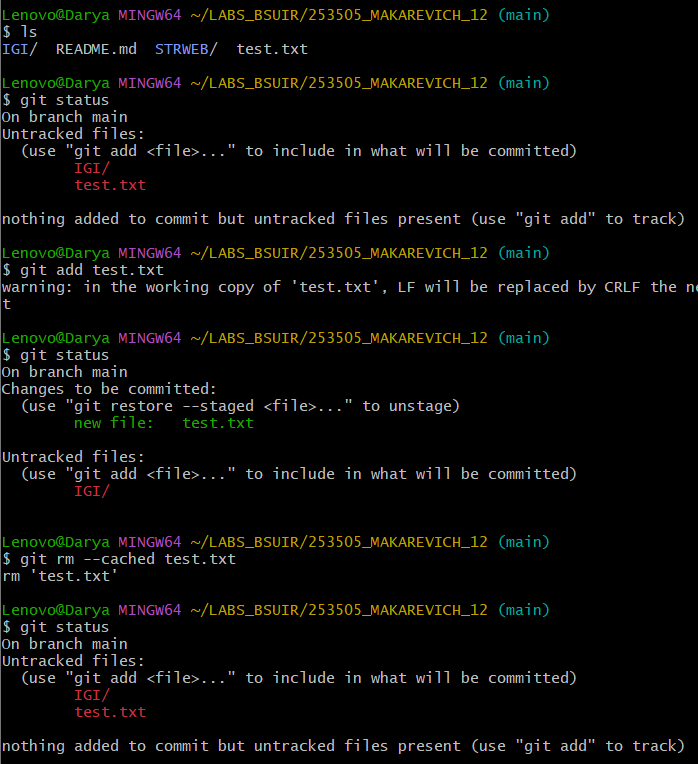 Lenovo@Darya MINGW64 ~/LABS_BSUIR/253505_MAKAREVICH_12 (main)
$ ls
IGI/  README.md  STRWEB/  test.txt
Lenovo@Darya MINGW64 ~/LABS_BSUIR/253505_MAKAREVICH_12 (main)
$ git status
On branch main
Untracked files:
  (use "git add <file>..." to include in what will be committed)
        IGI/
        test.txt
nothing added to commit but untracked files present (use "git add" to track)
Lenovo@Darya MINGW64 ~/LABS_BSUIR/253505_MAKAREVICH_12 (main)
$ git add test.txt
warning: in the working copy of 'test.txt', LF will be replaced by CRLF the ne
t
Lenovo@Darya MINGW64 ~/LABS_BSUIR/253505_MAKAREVICH_12 (main)
$ git status
On branch main
Changes to be committed:
  (use "git restore --staged <file>..." to unstage)
        new file:   test.txt
Untracked files:
  (use "git add <file>..." to include in what will be committed)
        IGI/
Lenovo@Darya MINGW64 ~/LABS_BSUIR/253505_MAKAREVICH_12 (main)
$ git rm --cached test.txt
rm 'test.txt'
Lenovo@Darya MINGW64 ~/LABS_BSUIR/253505_MAKAREVICH_12 (main)
$ git status
On branch main
Untracked files:
  (use "git add <file>..." to include in what will be committed)
        IGI/
        test.txt
nothing added to commit but untracked files present (use "git add" to track)